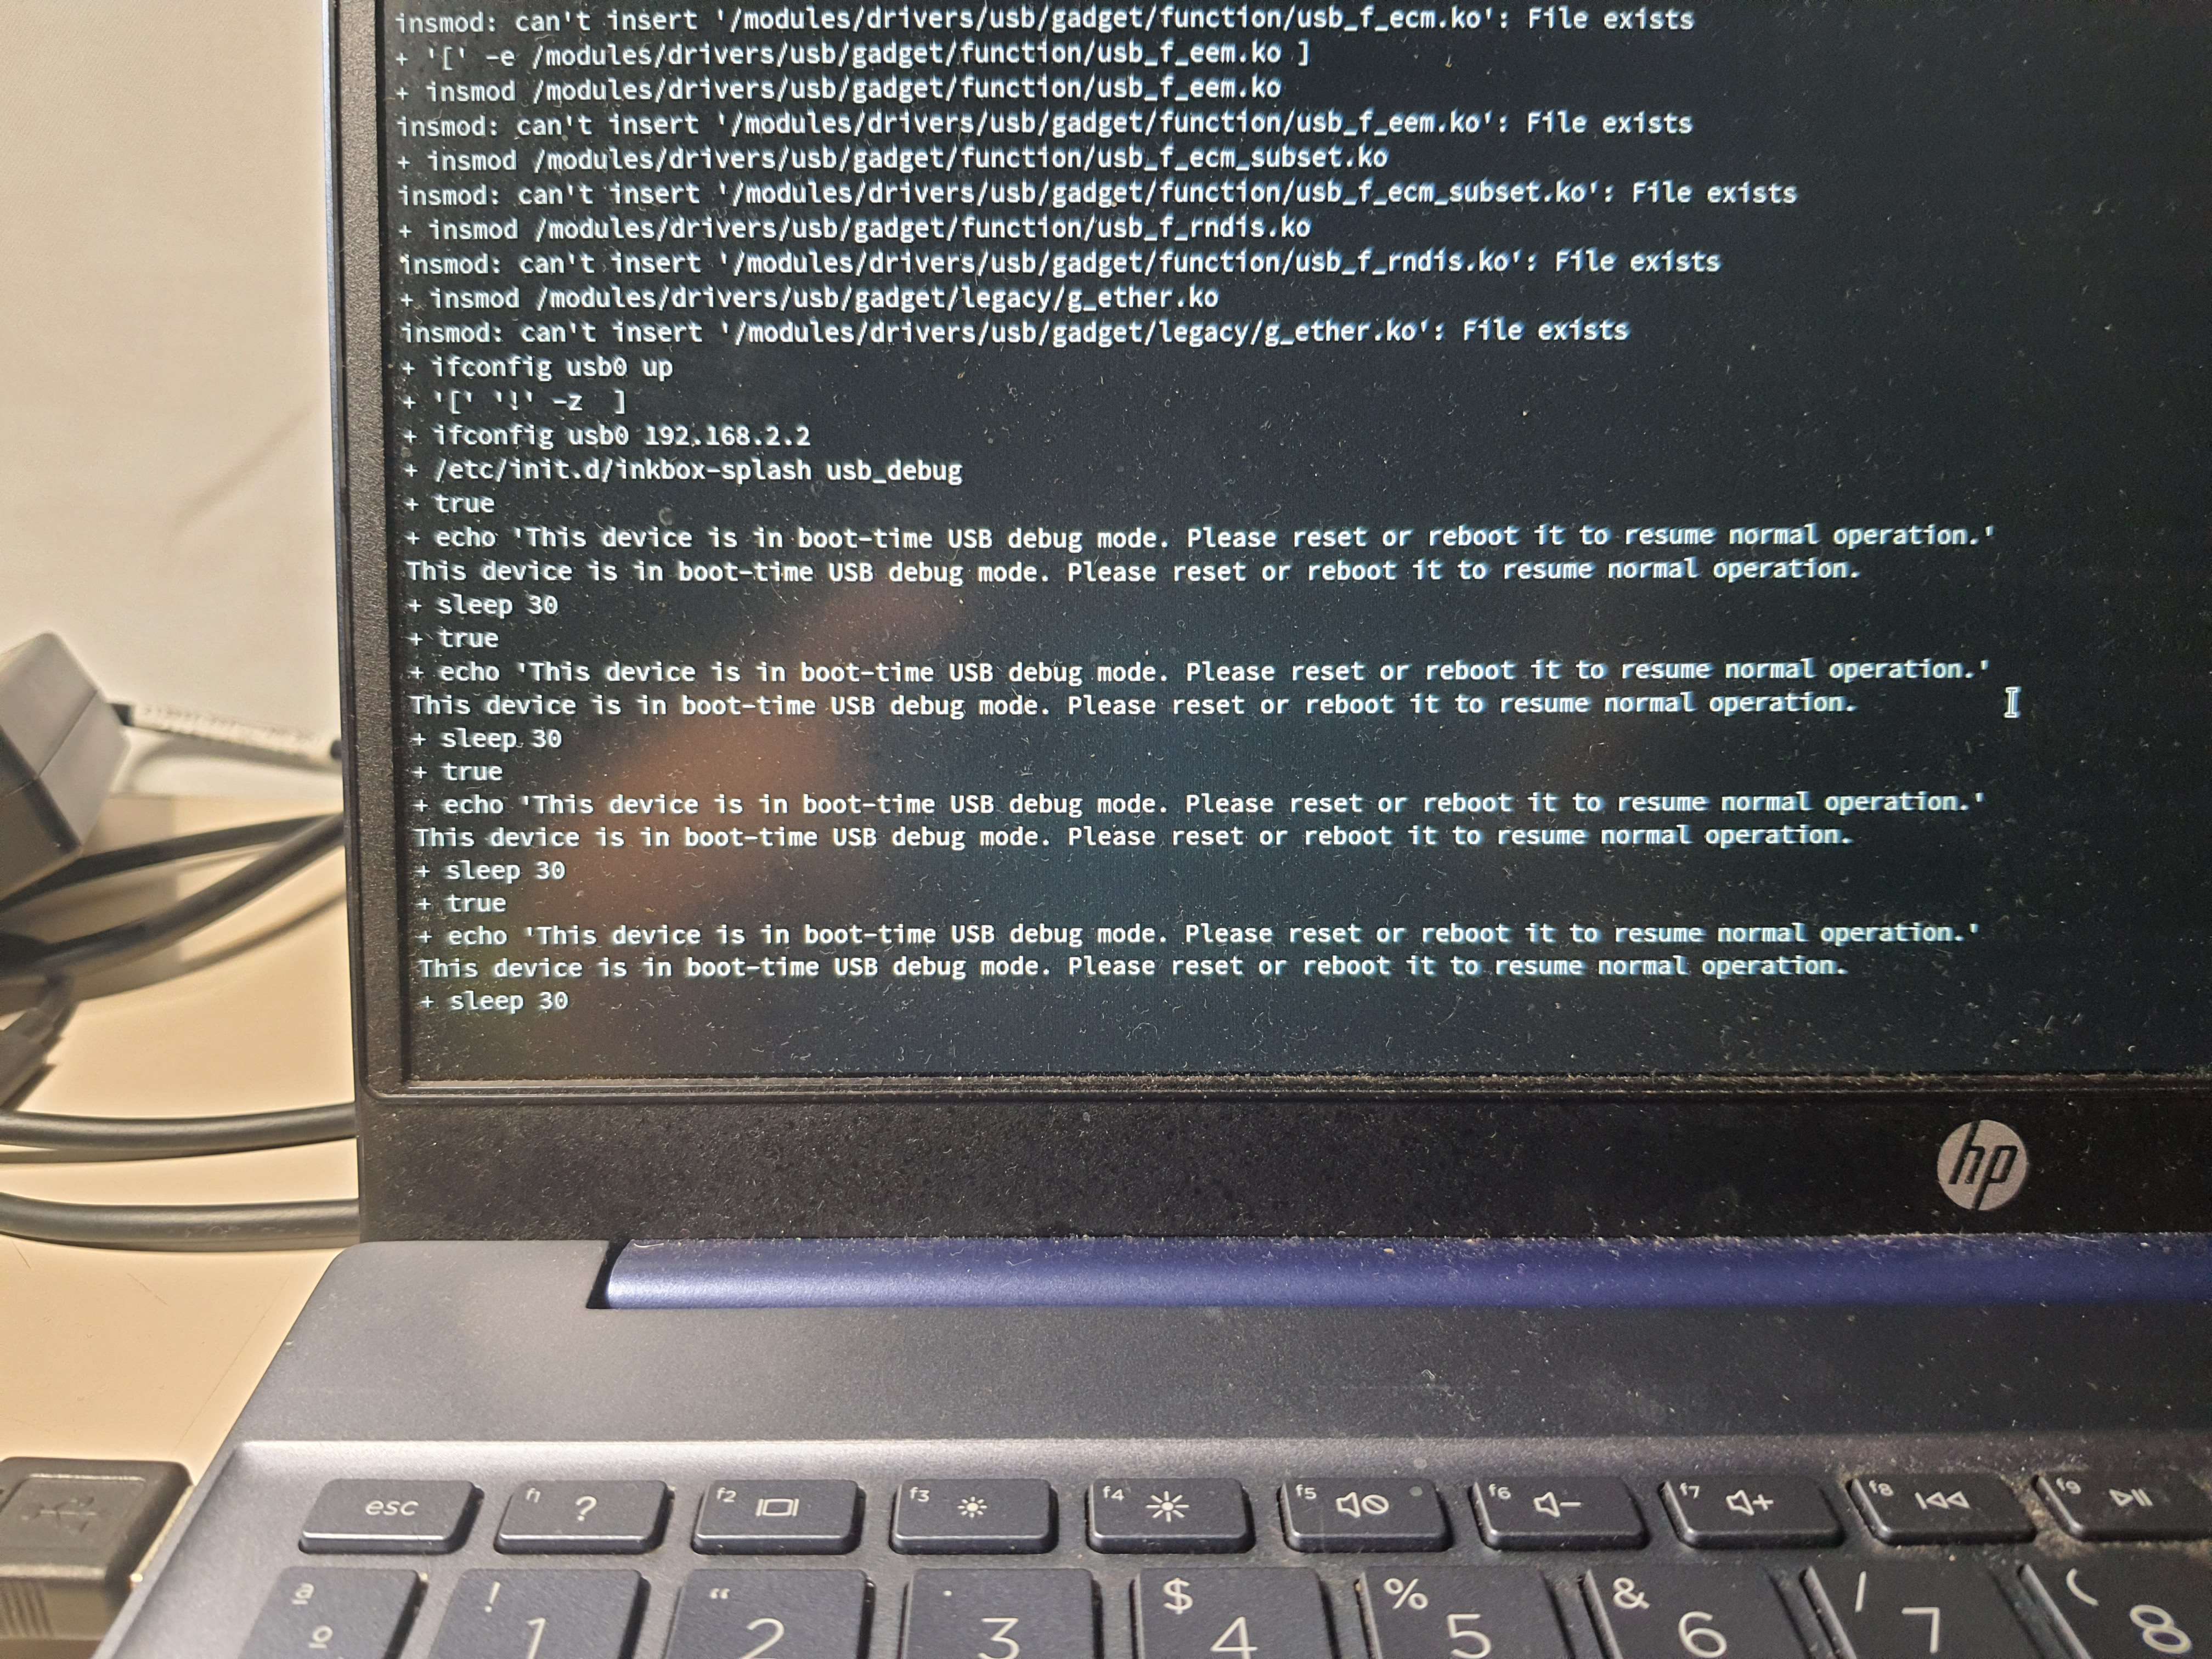 insmod: can't insert '/modules/drivers/usb/gadget/function/usb_f_ecm.ko': File exists
+ '[' -e /modules/drivers/usb/gadget/function/usb_f_eem.ko ]
+ insmod /modules/drivers/usb/gadget/function/usb_f_eem.ko
insmod: can't insert '/modules/drivers/usb/gadget/function/usb_f_eem.ko': File exists
+ insmod /modules/drivers/usb/gadget/function/usb_f_ecm_subset.ko
insmod: can't insert '/modules/drivers/usb/gadget/function/usb_f_ecm_subset.ko': File exists
+ insmod /modules/drivers/usb/gadget/function/usb_f_rndis.ko
insmod: can't insert '/modules/drivers/usb/gadget/function/usb_f_rndis.ko': File exists
+ insmod /modules/drivers/usb/gadget/legacy/g_ether.ko
insmod: can't insert '/modules/drivers/usb/gadget/legacy/g_ether.ko': File exists
+ ifconfig usb0 up
+ '[' '!' -z  ]
+ ifconfig usb0 192.168.2.2
+ /etc/init.d/inkbox-splash usb_debug
+ true
+ echo 'This device is in boot-time USB debug mode. Please reset or reboot it to resume normal operation.'
This device is in boot-time USB debug mode. Please reset or reboot it to resume normal operation.
+ sleep 30
+ true
+ echo 'This device is in boot-time USB debug mode. Please reset or reboot it to resume normal operation.'
This device is in boot-time USB debug mode. Please reset or reboot it to resume normal operation.
+ sleep 30
+ true
+ echo 'This device is in boot-time USB debug mode. Please reset or reboot it to resume normal operation.'
This device is in boot-time USB debug mode. Please reset or reboot it to resume normal operation.
+ sleep 30
+ true
+ echo 'This device is in boot-time USB debug mode. Please reset or reboot it to resume normal operation.'
This device is in boot-time USB debug mode. Please reset or reboot it to resume normal operation.
+ sleep 30
hp
esc f1 ? f2 f3 f4 f5 f6 f7 f8 f9
ª ! “ · $ % & / (
º 1 2 3 4 5 6 7 8